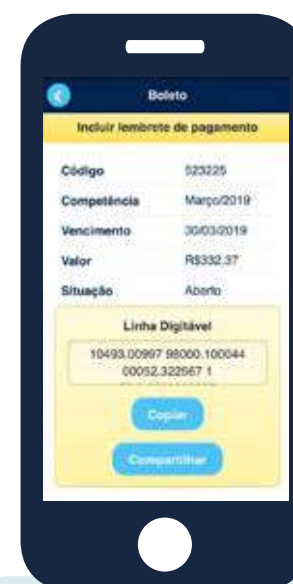 Boleto
Incluir lembrete de pagamento
Código 523225
Competência Março/2019
Vencimento 30/03/2019
Valor R$332,37
Situação Aberto
Linha Digitável
10493.00997 98000.100044
00052.322567 1
Copiar
Compartilhar